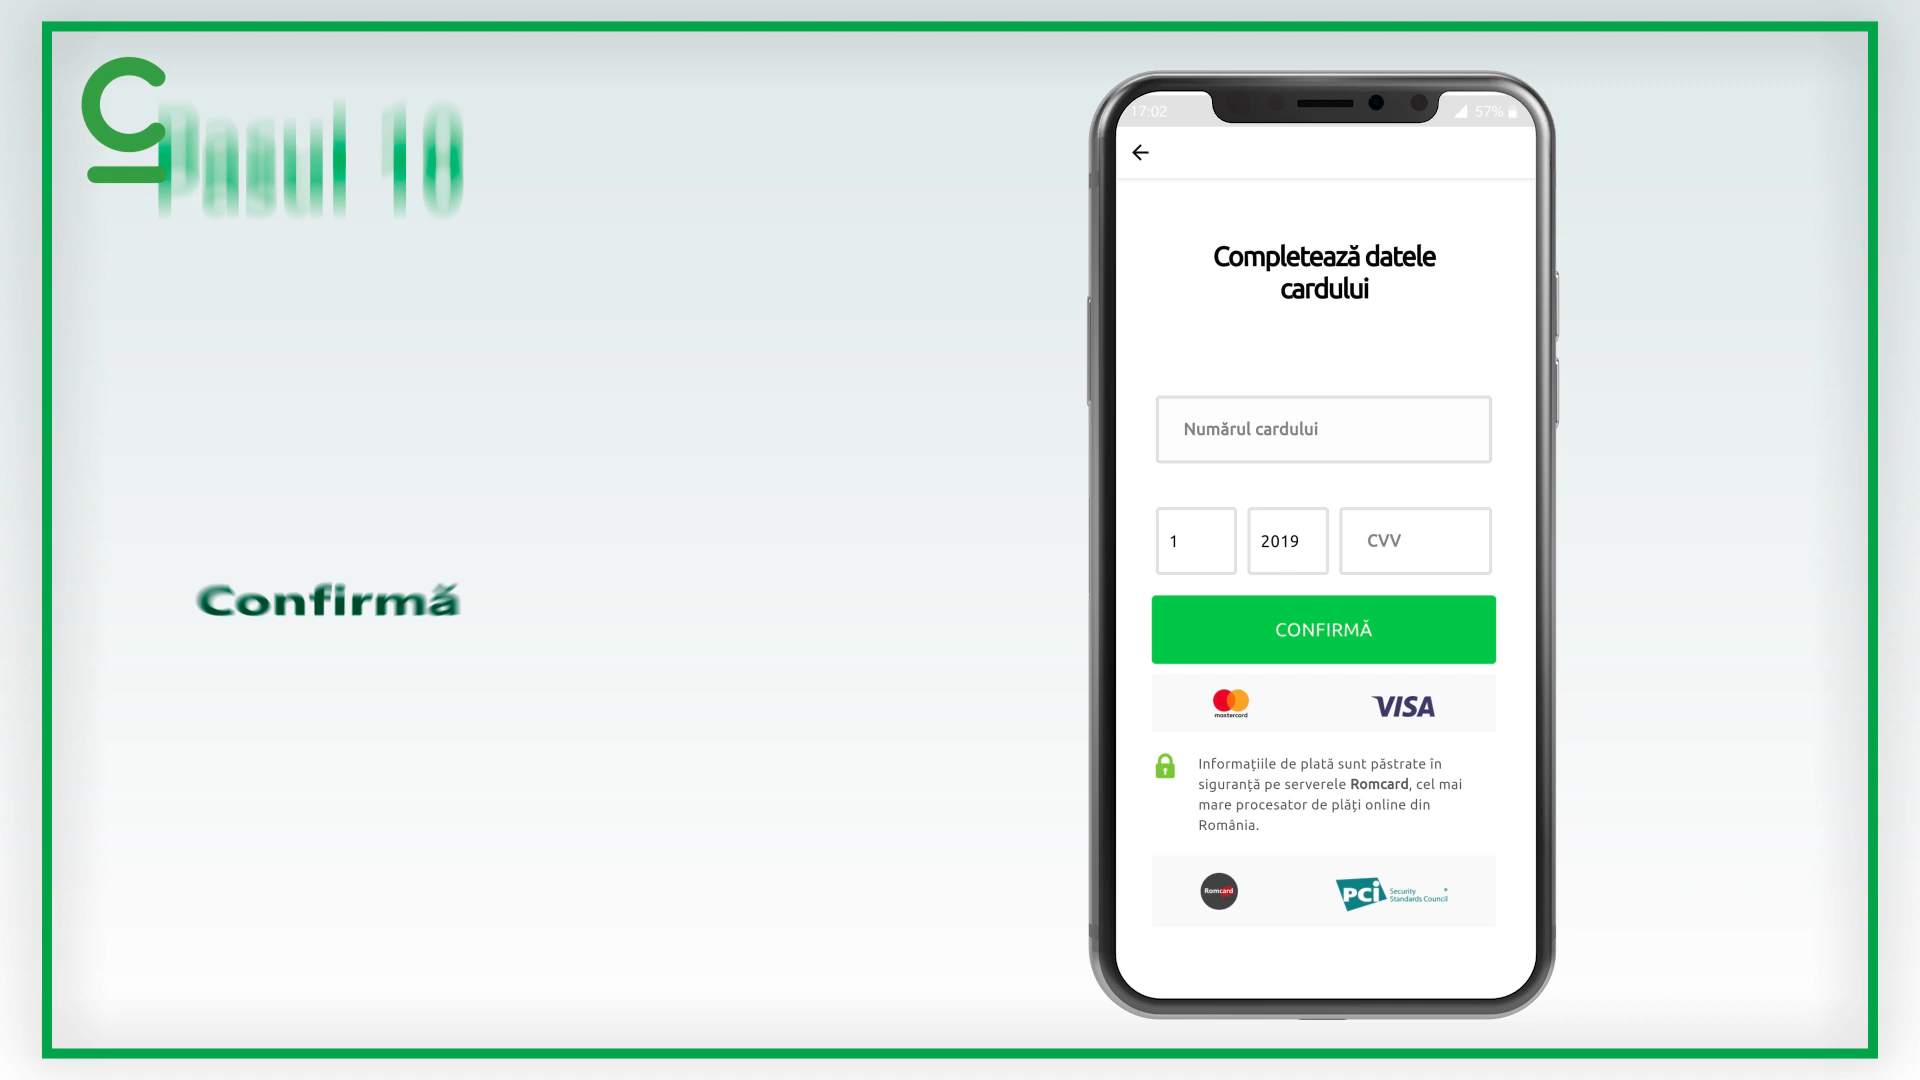 Pasul 10
Confirmă
17:02
57%
Completează datele
cardului
Numărul cardului
1
2019
CVV
CONFIRMĂ
mastercard
VISA
Informațiile de plată sunt păstrate în
siguranță pe serverele Romcard, cel mai
mare procesator de plăți online din
România.
Romcard
PCi Security
Standards Council